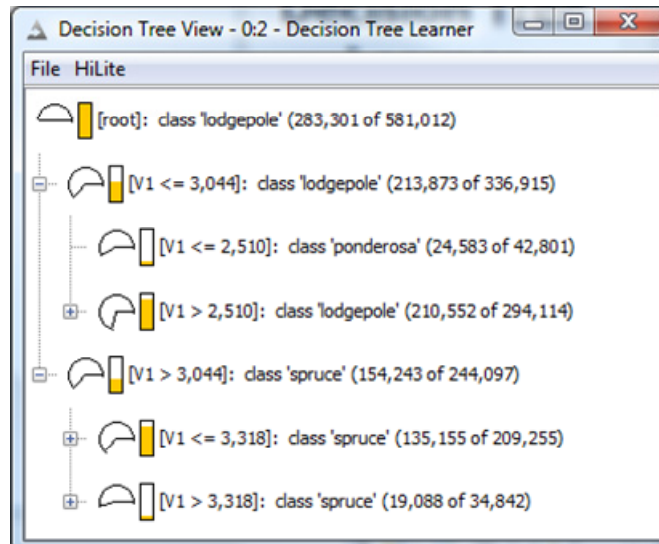 Decision Tree View - 0:2 - Decision Tree Learner
File HiLite
[root]: class 'lodgepole' (283,301 of 581,012)
[V1 <= 3,044]: class 'lodgepole' (213,873 of 336,915)
[V1 <= 2,510]: class 'ponderosa' (24,583 of 42,801)
[V1 > 2,510]: class 'lodgepole' (210,552 of 294,114)
[V1 > 3,044]: class 'spruce' (154,243 of 244,097)
[V1 <= 3,318]: class 'spruce' (135,155 of 209,255)
[V1 > 3,318]: class 'spruce' (19,088 of 34,842)